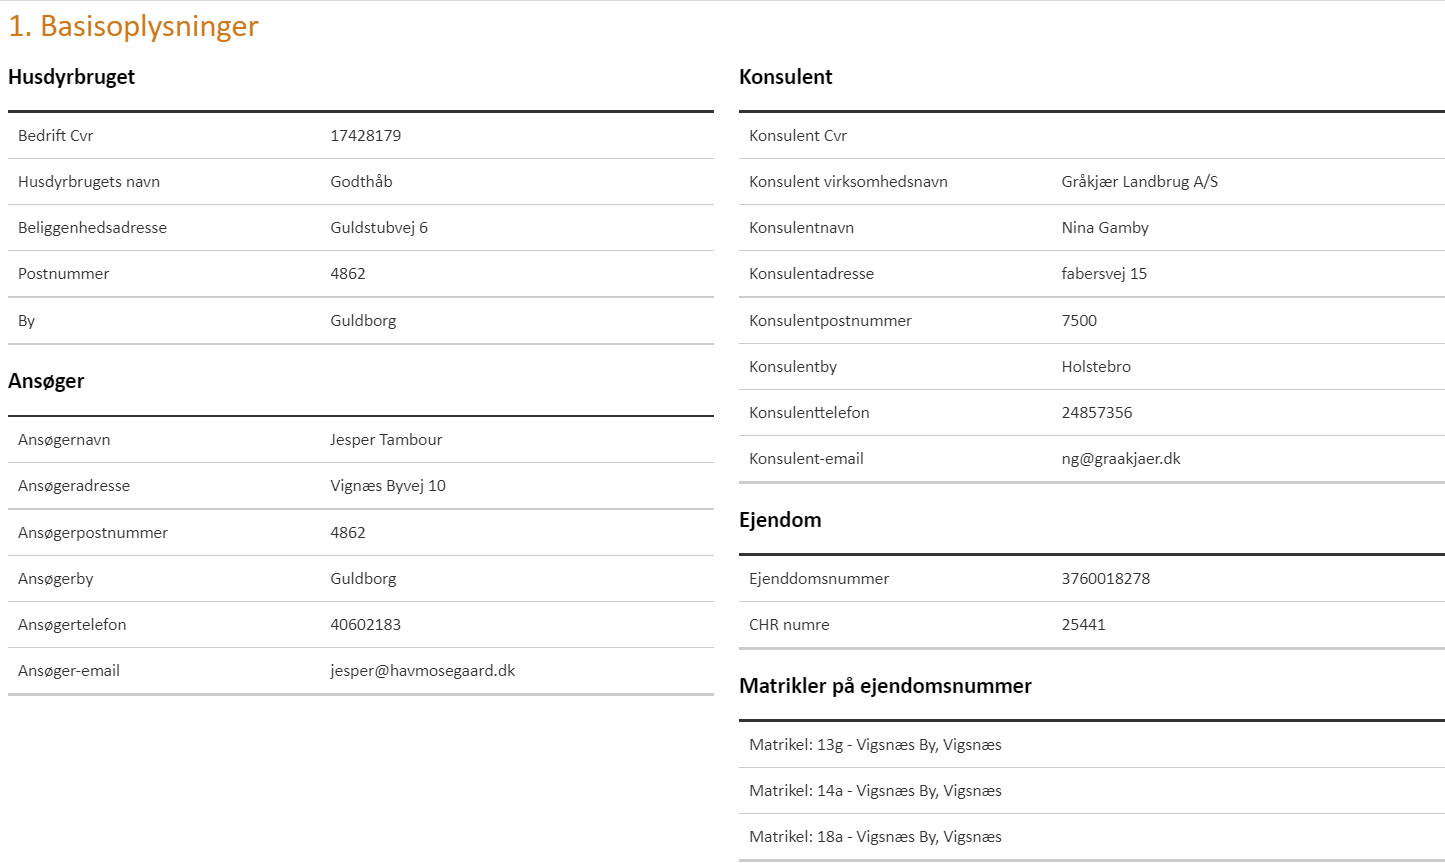 1. Basisoplysninger
Husdyrbruget
Bedrift Cvr 17428179
Husdyrbrugets navn Godthåb
Beliggenhedsadresse Guldstubvej 6
Postnummer 4862
By Guldborg
Ansøger
Ansøgernavn Jesper Tambour
Ansøgeradresse Vignæs Byvej 10
Ansøgerpostnummer 4862
Ansøgerby Guldborg
Ansøgertelefon 40602183
Ansøger-email jesper@havmosegaard.dk
Konsulent
Konsulent Cvr
Konsulent virksomhedsnavn Gråkjær Landbrug A/S
Konsulentnavn Nina Gamby
Konsulentadresse fabersvej 15
Konsulentpostnummer 7500
Konsulentby Holstebro
Konsulenttelefon 24857356
Konsulent-email ng@graakjaer.dk
Ejendom
Ejenddomsnummer 3760018278
CHR numre 25441
Matrikler på ejendomsnummer
Matrikel: 13g - Vigsnæs By, Vigsnæs
Matrikel: 14a - Vigsnæs By, Vigsnæs
Matrikel: 18a - Vigsnæs By, Vigsnæs